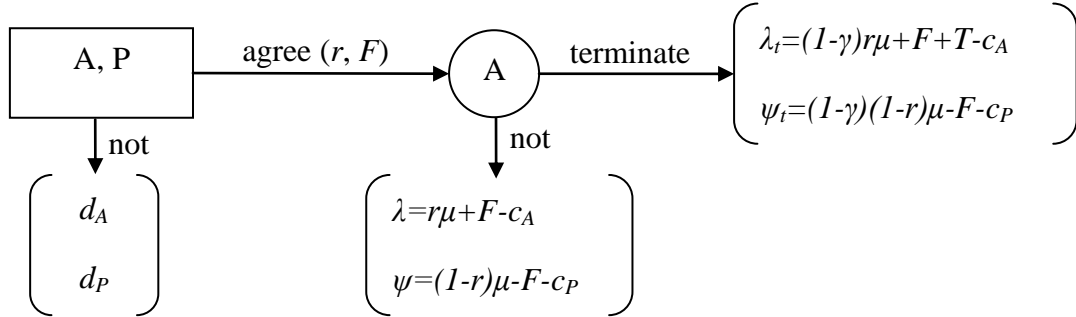 A, P
agree (r, F)
A
terminate
λt=(1-γ)rμ+F+T-cA
ψt=(1-γ)(1-r)μ-F-cP
not
not
dA
dP
λ=rμ+F-cA
ψ=(1-r)μ-F-cP